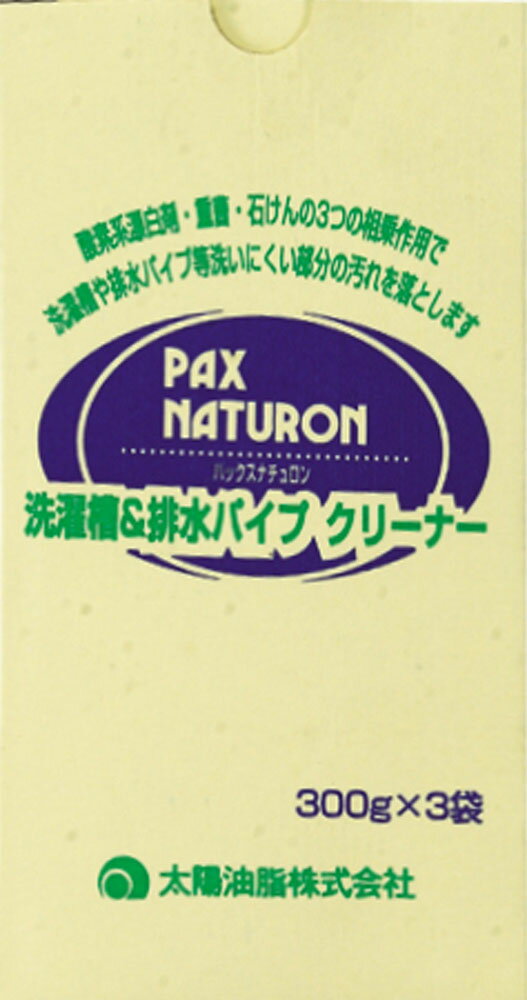 酸素系漂白剤・重曹・石けんの3つの相乗作用で
洗濯槽や排水パイプ等洗いにくい部分の汚れを落とします
PAX
NATURON
パックスナチュロン
洗濯槽&排水パイプ クリーナー
300g×3袋
太陽油脂株式会社